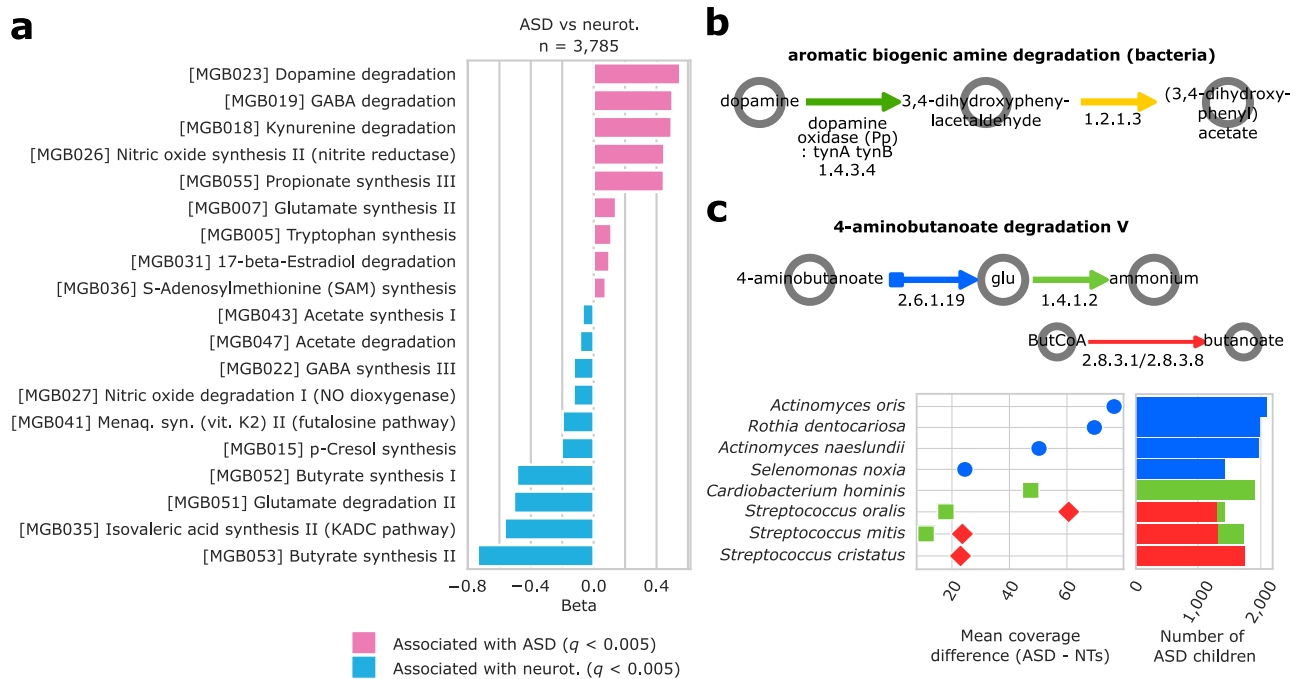 a
ASD vs neurot.
n = 3,785
[MGB023] Dopamine degradation
[MGB019] GABA degradation
[MGB018] Kynurenine degradation
[MGB026] Nitric oxide synthesis II (nitrite reductase)
[MGB055] Propionate synthesis III
[MGB007] Glutamate synthesis II
[MGB005] Tryptophan synthesis
[MGB031] 17-beta-Estradiol degradation
[MGB036] S-Adenosylmethionine (SAM) synthesis
[MGB043] Acetate synthesis I
[MGB047] Acetate degradation
[MGB022] GABA synthesis III
[MGB027] Nitric oxide degradation I (NO dioxygenase)
[MGB041] Menaq. syn. (vit. K2) II (futalosine pathway)
[MGB015] p-Cresol synthesis
[MGB052] Butyrate synthesis I
[MGB051] Glutamate degradation II
[MGB035] Isovaleric acid synthesis II (KADC pathway)
[MGB053] Butyrate synthesis II
−0.8 −0.4 0.0 0.4
Beta
Associated with ASD (q < 0.005)
Associated with neurot. (q < 0.005)
b
aromatic biogenic amine degradation (bacteria)
dopamine
dopamine
oxidase (Pp)
: tynA tynB
1.4.3.4
3,4-dihydroxypheny-
lacetaldehyde
1.2.1.3
(3,4-dihydroxy-
phenyl)
acetate
c
4-aminobutanoate degradation V
4-aminobutanoate
2.6.1.19
glu
1.4.1.2
ammonium
ButCoA
2.8.3.1/2.8.3.8
butanoate
Actinomyces oris
Rothia dentocariosa
Actinomyces naeslundii
Selenomonas noxia
Cardiobacterium hominis
Streptococcus oralis
Streptococcus mitis
Streptococcus cristatus
20 40 60
Mean coverage
difference (ASD - NTs)
1,000 2,000
Number of
ASD children